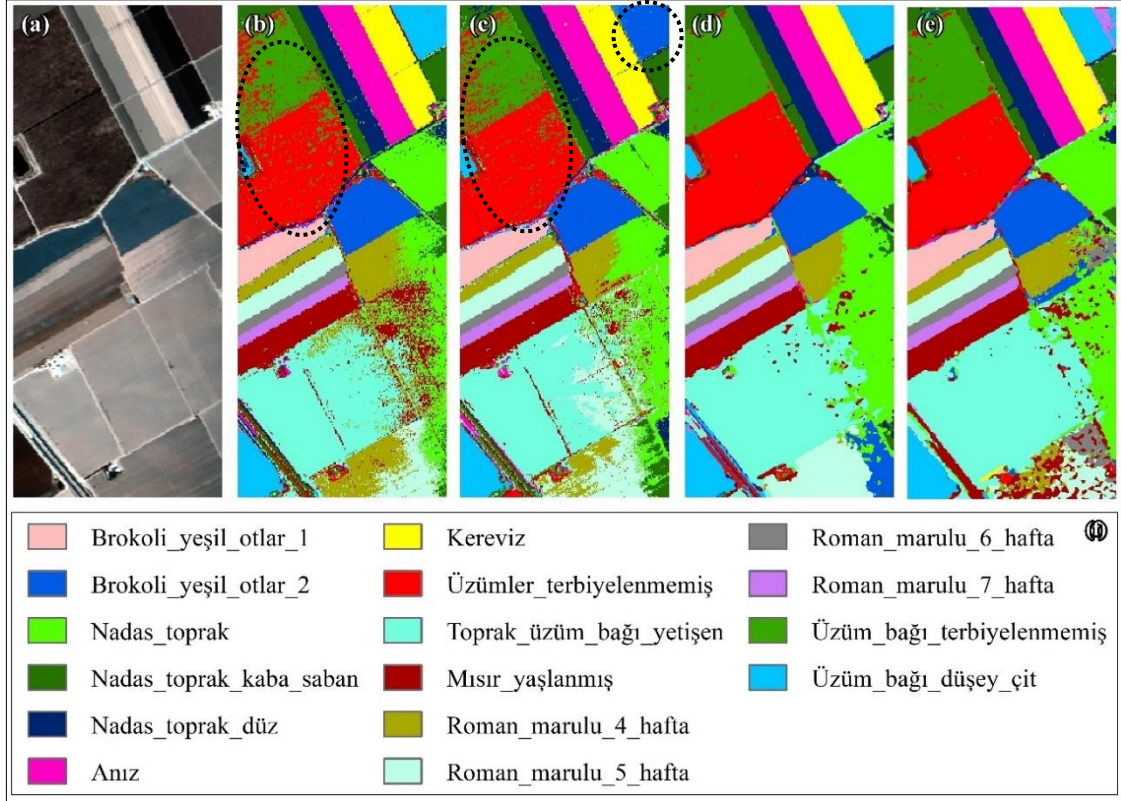 (a)
(b)
(c)
(d)
(e)
Brokoli_yeşil_otlar_1
Brokoli_yeşil_otlar_2
Nadas_toprak
Nadas_toprak_kaba_saban
Nadas_toprak_düz
Anız
Kereviz
Üzümler_terbiyelenmemiş
Toprak_üzüm_bağı_yetişen
Mısır_yaşlanmış
Roman_marulu_4_hafta
Roman_marulu_5_hafta
Roman_marulu_6_hafta
Roman_marulu_7_hafta
Üzüm_bağı_terbiyelenmemiş
Üzüm_bağı_düşey_çit